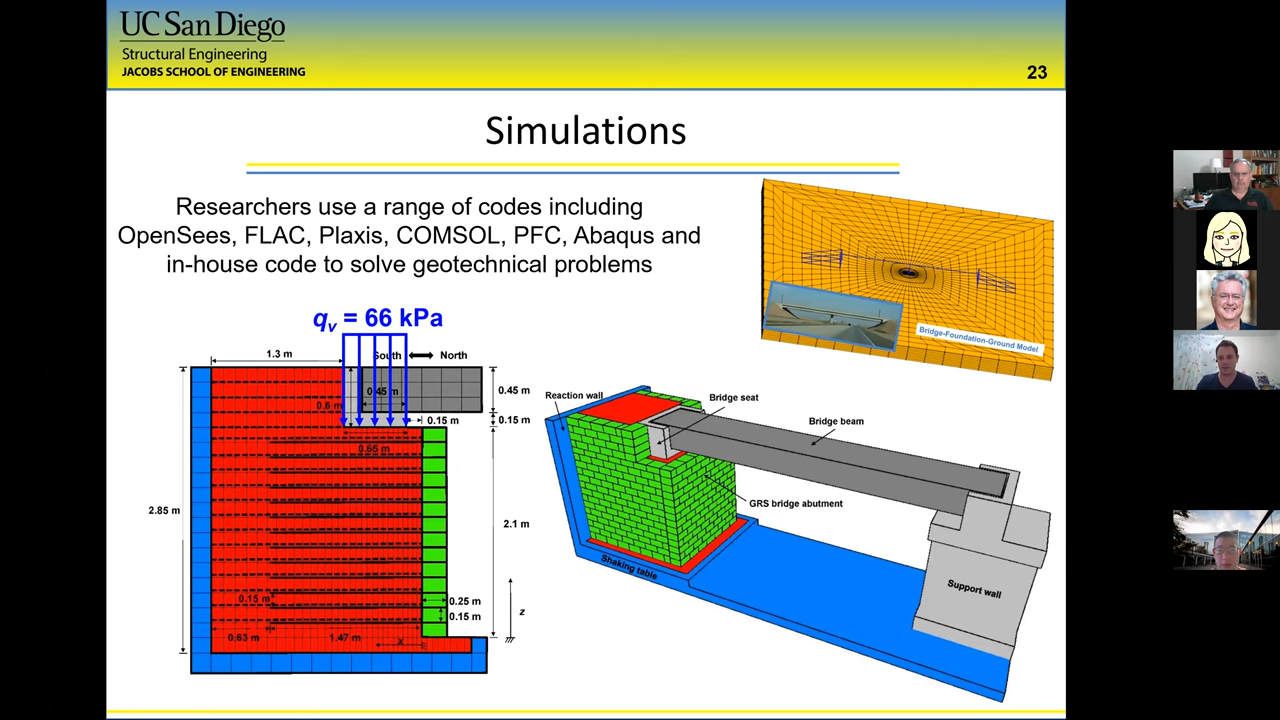 UC San Diego
Structural Engineering
JACOBS SCHOOL OF ENGINEERING
23
Simulations
Researchers use a range of codes including
OpenSees, FLAC, Plaxis, COMSOL, PFC, Abaqus and
in-house code to solve geotechnical problems
Bridge-Foundation-Ground Model
qv = 66 kPa
1.3 m
South
North
0.45 m
0.45 m
0.6 m
0.15 m
0.15 m
0.65 m
2.85 m
2.1 m
0.15 m
0.25 m
0.15 m
z
0.63 m
1.47 m
x
Reaction wall
Bridge seat
Bridge beam
GRS bridge abutment
Shaking table
Support wall